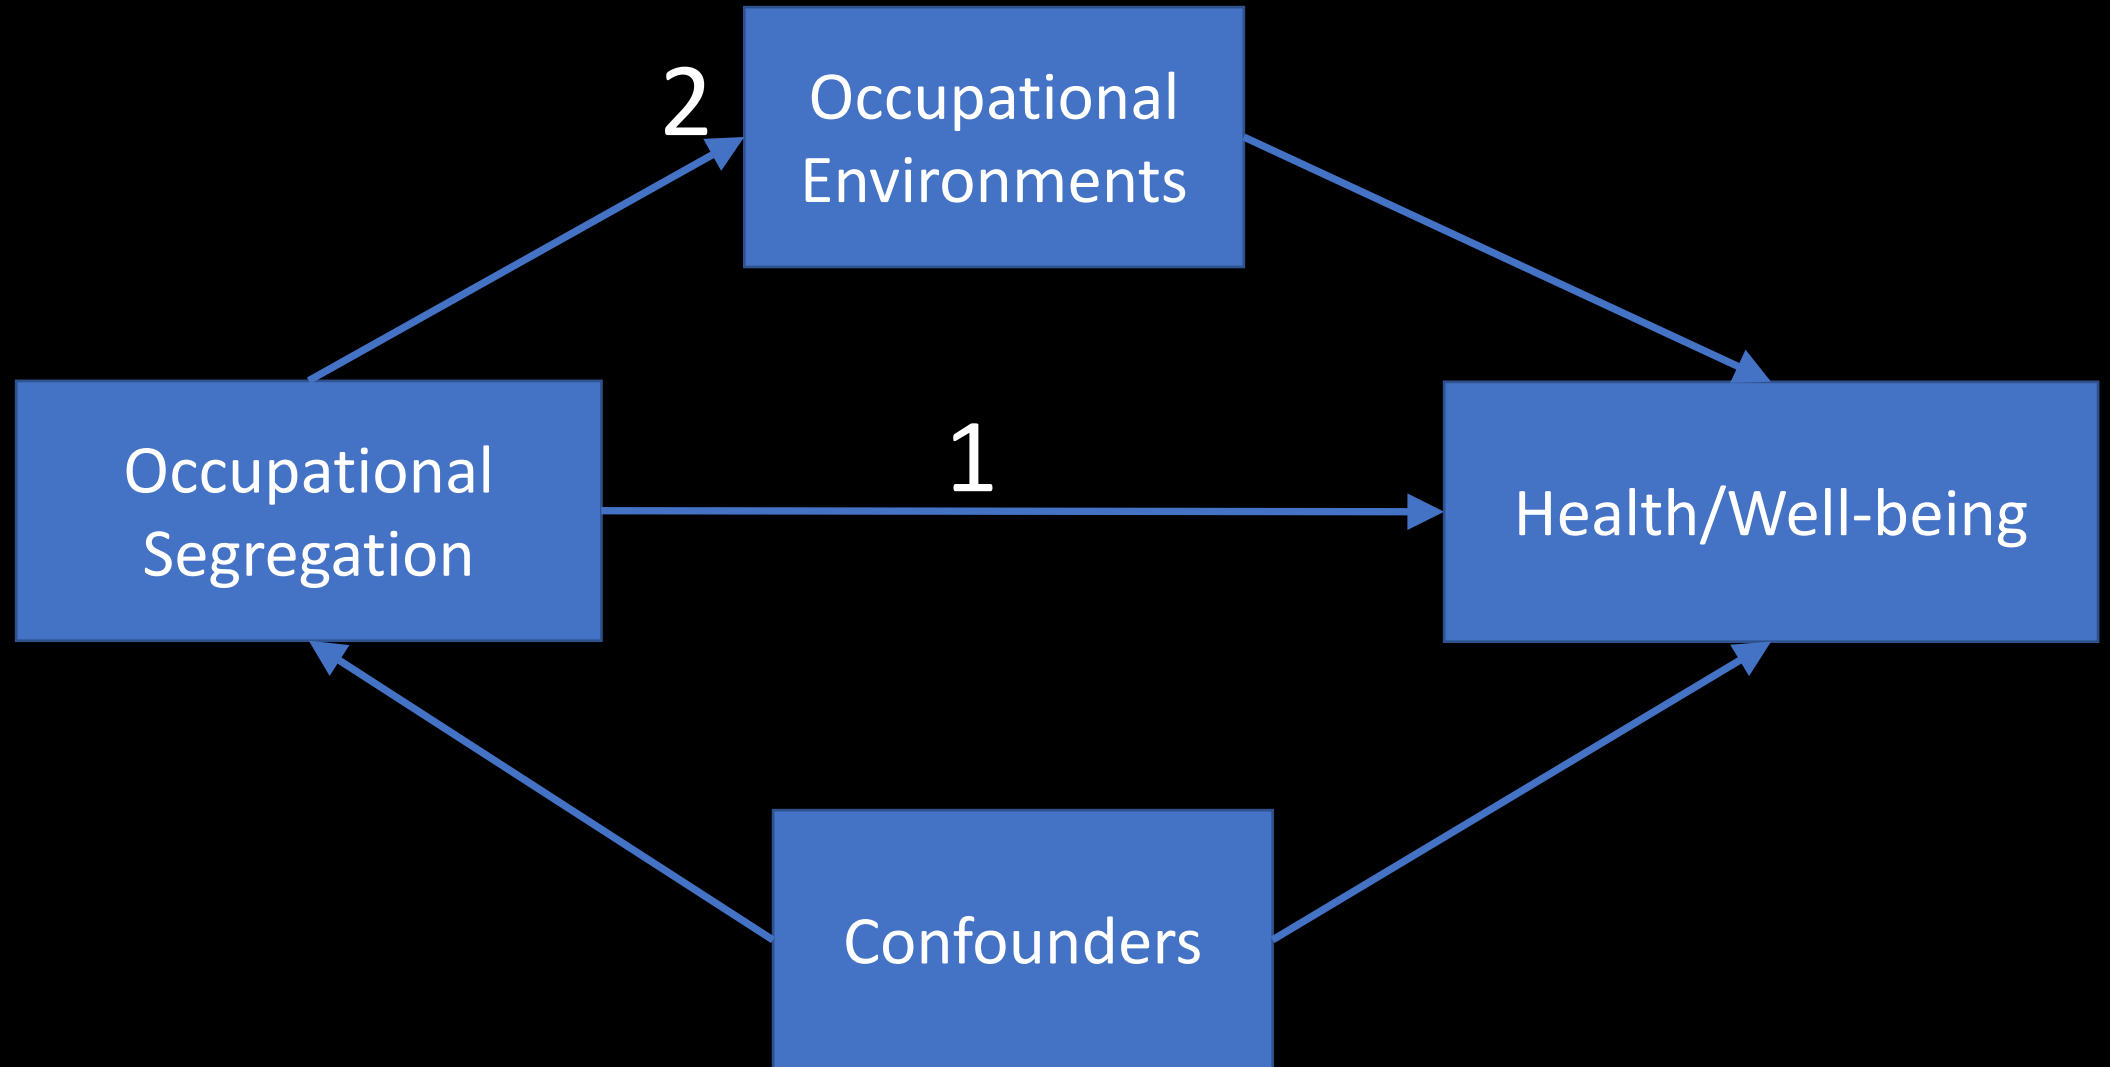 2
Occupational
Environments
1
Occupational
Segregation
Health/Well-being
Confounders